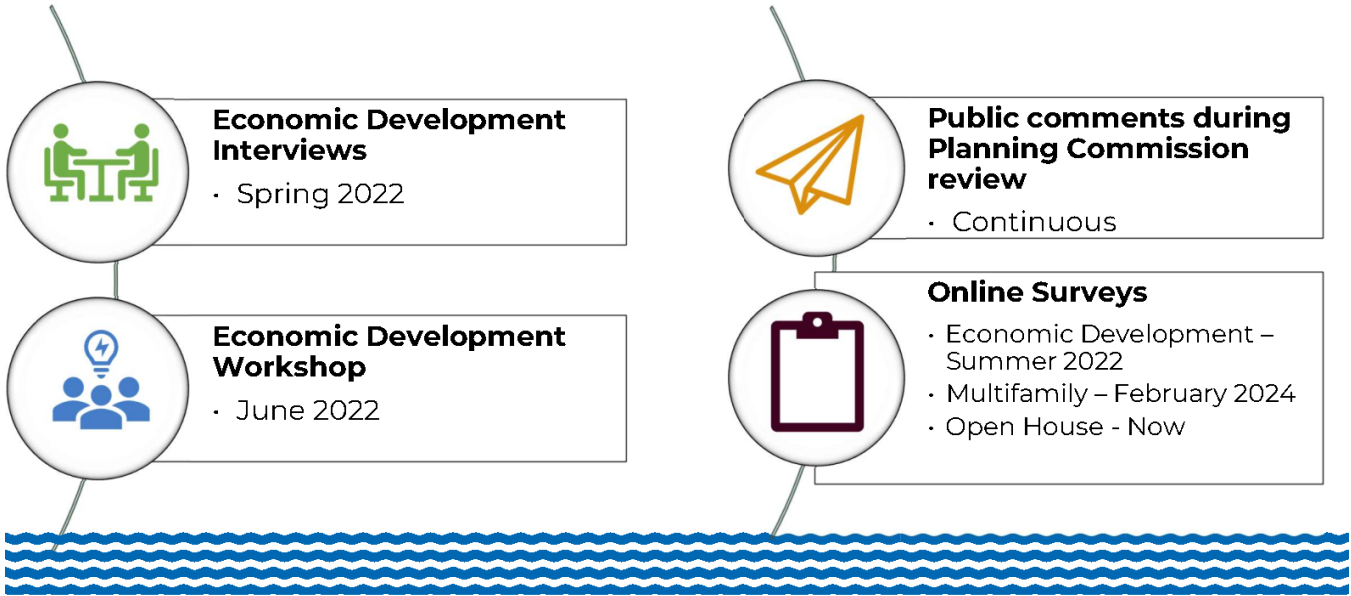 Economic Development
Interviews
· Spring 2022
Economic Development
Workshop
· June 2022
Public comments during
Planning Commission
review
· Continuous
Online Surveys
· Economic Development –
Summer 2022
· Multifamily – February 2024
· Open House - Now